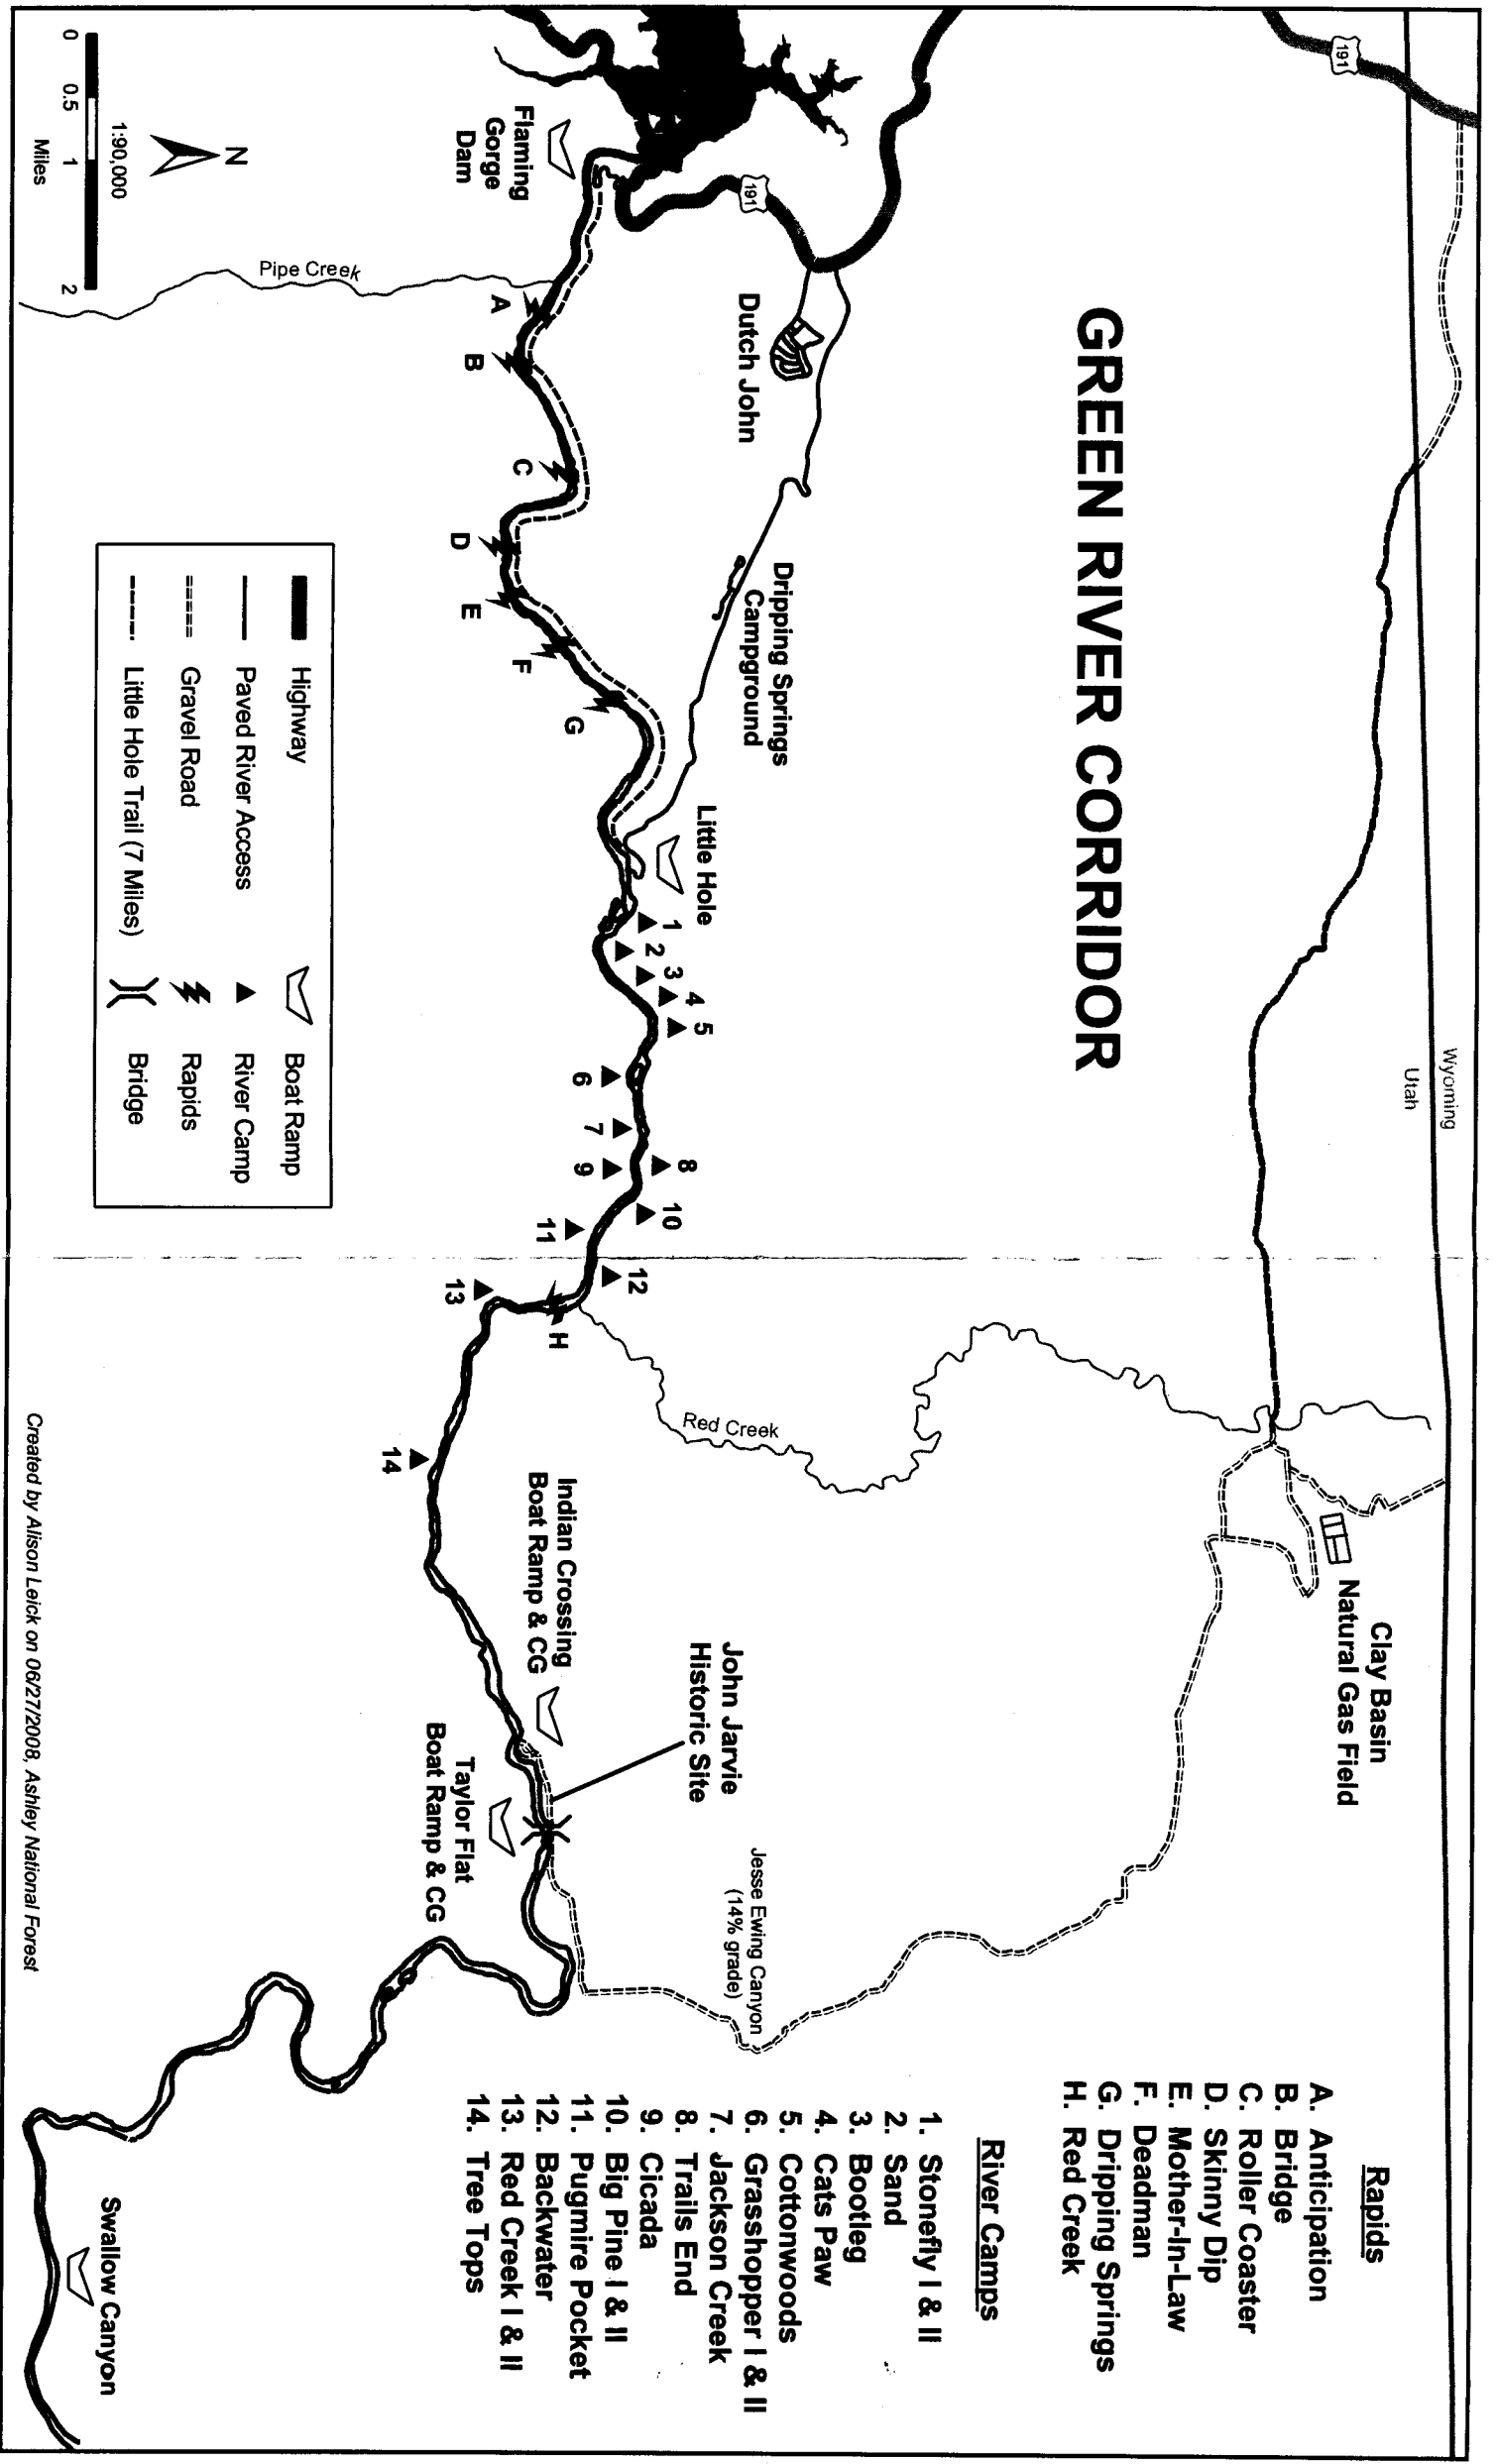 GREEN RIVER CORRIDOR
191
Wyoming
Utah
191
Flaming
Gorge
Dam
Dutch John
Dripping Springs
Campground
Little Hole
Pipe Creek
A
B
C
D
E
F
G
H
1
2
3
4
5
6
7
8
9
10
11
12
13
14
Red Creek
Clay Basin
Natural Gas Field
John Jarvie
Historic Site
Indian Crossing
Boat Ramp & CG
Taylor Flat
Boat Ramp & CG
Jesse Ewing Canyon
(14% grade)
Swallow Canyon
Rapids
A. Anticipation
B. Bridge
C. Roller Coaster
D. Skinny Dip
E. Mother-In-Law
F. Deadman
G. Dripping Springs
H. Red Creek
River Camps
1. Stonefly I & II
2. Sand
3. Bootleg
4. Cats Paw
5. Cottonwoods
6. Grasshopper I & II
7. Jackson Creek
8. Trails End
9. Cicada
10. Big Pine I & II
11. Pugmire Pocket
12. Backwater
13. Red Creek I & II
14. Tree Tops
Highway
Paved River Access
Gravel Road
Little Hole Trail (7 Miles)
Boat Ramp
River Camp
Rapids
Bridge
N
1:90,000
0 0.5 1 2
Miles
Created by Alison Leick on 06/27/2008, Ashley National Forest